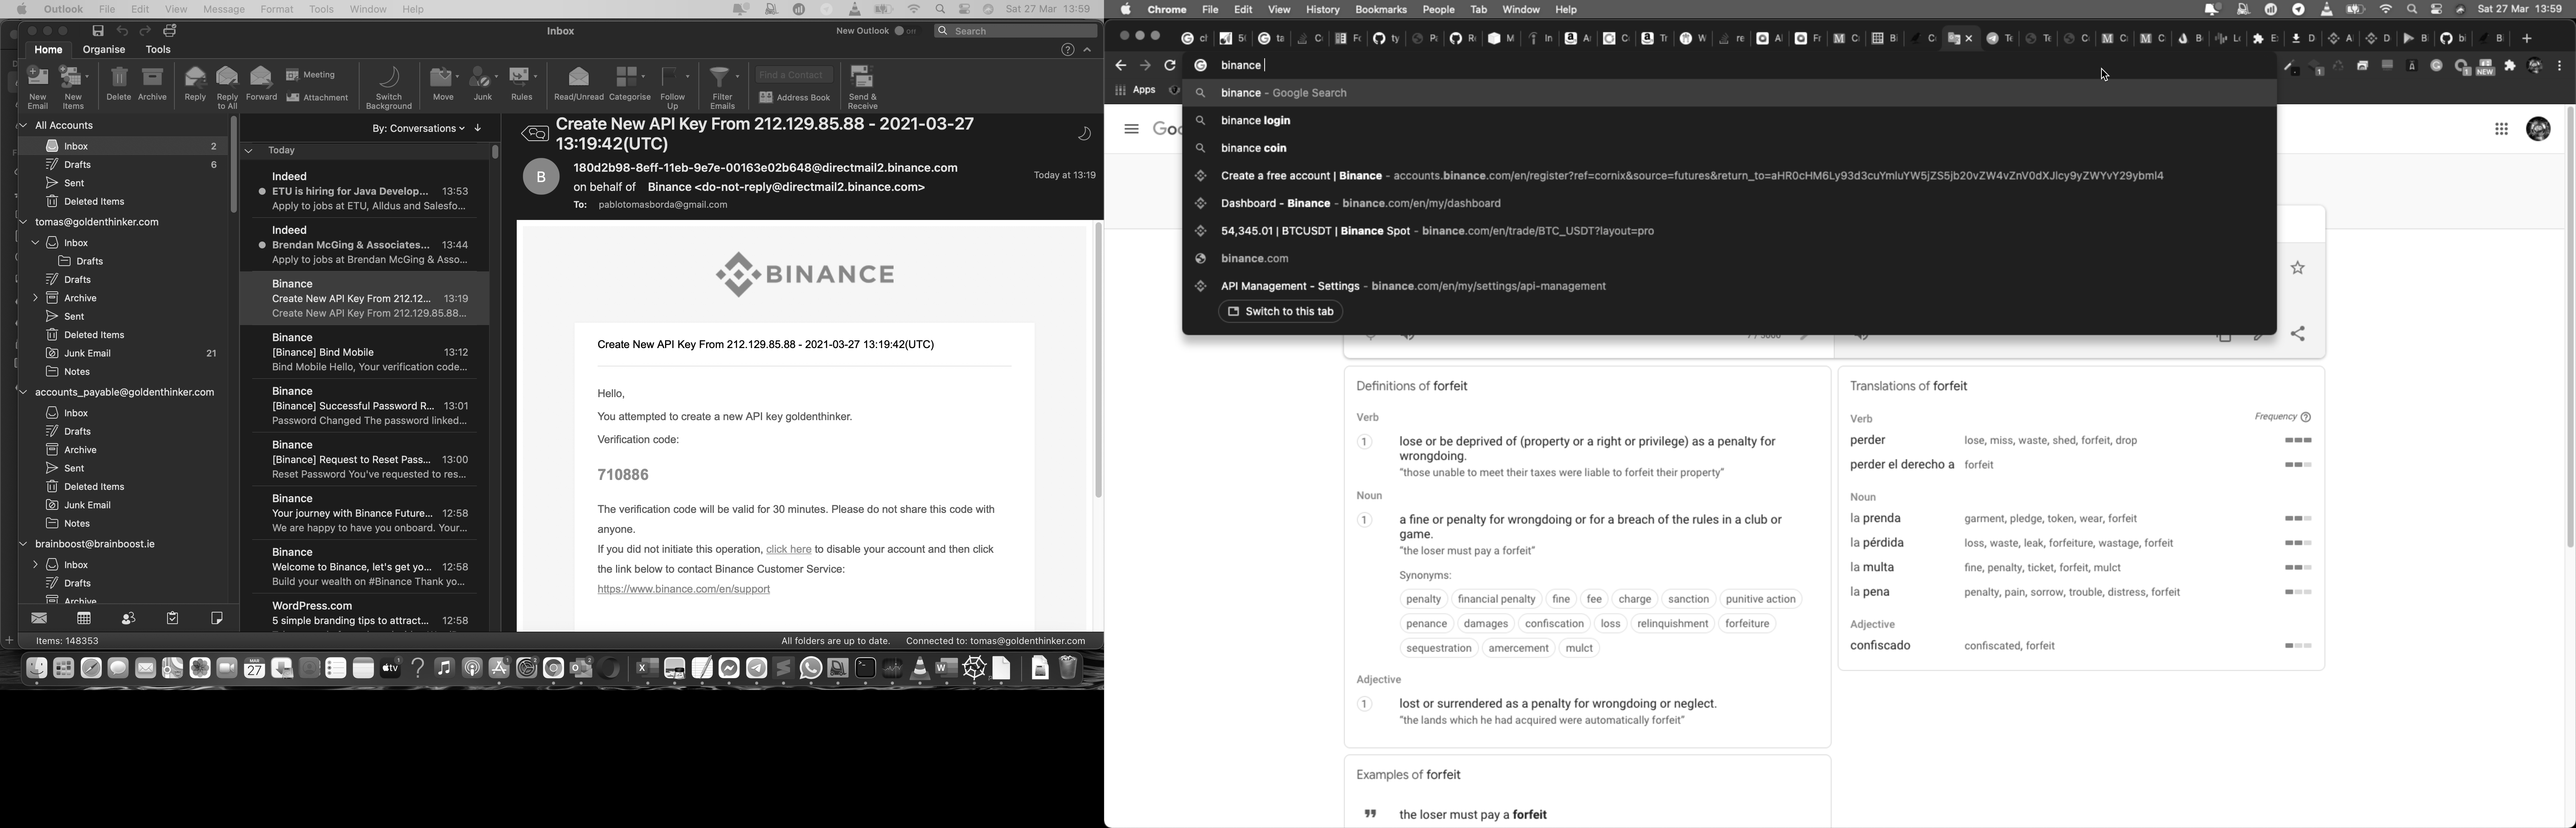 Outlook File Edit View Message Format Tools Window Help
Sat 27 Mar 13:59
Inbox
New Outlook
Search
Home Organise Tools
New Email
New Items
Delete
Archive
Reply
Reply to All
Forward
Meeting
Attachment
Switch Background
Move
Junk
Rules
Read/Unread
Categorise
Follow Up
Filter Emails
Find a Contact
Address Book
Send & Receive
All Accounts
Inbox 2
Drafts 6
Sent
Deleted Items
tomas@goldenthinker.com
Inbox
Drafts
Drafts
Archive
Sent
Deleted Items
Junk Email 21
Notes
accounts_payable@goldenthinker.com
Inbox
Drafts
Archive
Sent
Deleted Items
Junk Email
Notes
brainboost@brainboost.ie
Inbox
Drafts
Archive
Items: 148353
By: Conversations
Today
Indeed
ETU is hiring for Java Develop... 13:53
Apply to jobs at ETU, Alldus and Salesfo...
Indeed
Brendan McGing & Associates... 13:44
Apply to jobs at Brendan McGing & Asso...
Binance
Create New API Key From 212.12... 13:19
Create New API Key From 212.129.85.88...
Binance
[Binance] Bind Mobile 13:12
Bind Mobile Hello, Your verification code...
Binance
[Binance] Successful Password R... 13:01
Password Changed The password linked...
Binance
[Binance] Request to Reset Pass... 13:00
Reset Password You've requested to res...
Binance
Your journey with Binance Future... 12:58
We are happy to have you onboard. Your...
Binance
Welcome to Binance, let's get yo... 12:58
Build your wealth on #Binance Thank yo...
WordPress.com
5 simple branding tips to attract... 12:58
Create New API Key From 212.129.85.88 - 2021-03-27
13:19:42(UTC)
B
180d2b98-8eff-11eb-9e7e-00163e02b648@directmail2.binance.com
on behalf of Binance <do-not-reply@directmail2.binance.com>
To: pablotomasborda@gmail.com
Today at 13:19
BINANCE
Create New API Key From 212.129.85.88 - 2021-03-27 13:19:42(UTC)
Hello,
You attempted to create a new API key goldenthinker.
Verification code:
710886
The verification code will be valid for 30 minutes. Please do not share this code with
anyone.
If you did not initiate this operation, click here to disable your account and then click
the link below to contact Binance Customer Service:
https://www.binance.com/en/support
All folders are up to date. Connected to: tomas@goldenthinker.com
Chrome File Edit View History Bookmarks People Tab Window Help
Sat 27 Mar 13:59
binance
Apps
NEW
binance - Google Search
binance login
binance coin
Create a free account | Binance - accounts.binance.com/en/register?ref=cornix&source=futures&return_to=aHR0cHM6Ly93d3cuYmluYW5jZS5jb20vZW4vZnV0dXJlcy9yZWYvY29ybml4
Dashboard - Binance - binance.com/en/my/dashboard
54,345.01 | BTCUSDT | Binance Spot - binance.com/en/trade/BTC_USDT?layout=pro
binance.com
API Management - Settings - binance.com/en/my/settings/api-management
Switch to this tab
Definitions of forfeit
Verb
1 lose or be deprived of (property or a right or privilege) as a penalty for
wrongdoing.
"those unable to meet their taxes were liable to forfeit their property"
Noun
1 a fine or penalty for wrongdoing or for a breach of the rules in a club or
game.
"the loser must pay a forfeit"
Synonyms:
penalty financial penalty fine fee charge sanction punitive action
penance damages confiscation loss relinquishment forfeiture
sequestration amercement mulct
Adjective
1 lost or surrendered as a penalty for wrongdoing or neglect.
"the lands which he had acquired were automatically forfeit"
Examples of forfeit
the loser must pay a forfeit
Translations of forfeit
Verb Frequency
perder lose, miss, waste, shed, forfeit, drop
perder el derecho a forfeit
Noun
la prenda garment, pledge, token, wear, forfeit
la pérdida loss, waste, leak, forfeiture, wastage, forfeit
la multa fine, penalty, ticket, forfeit, mulct
la pena penalty, pain, sorrow, trouble, distress, forfeit
Adjective
confiscado confiscated, forfeit